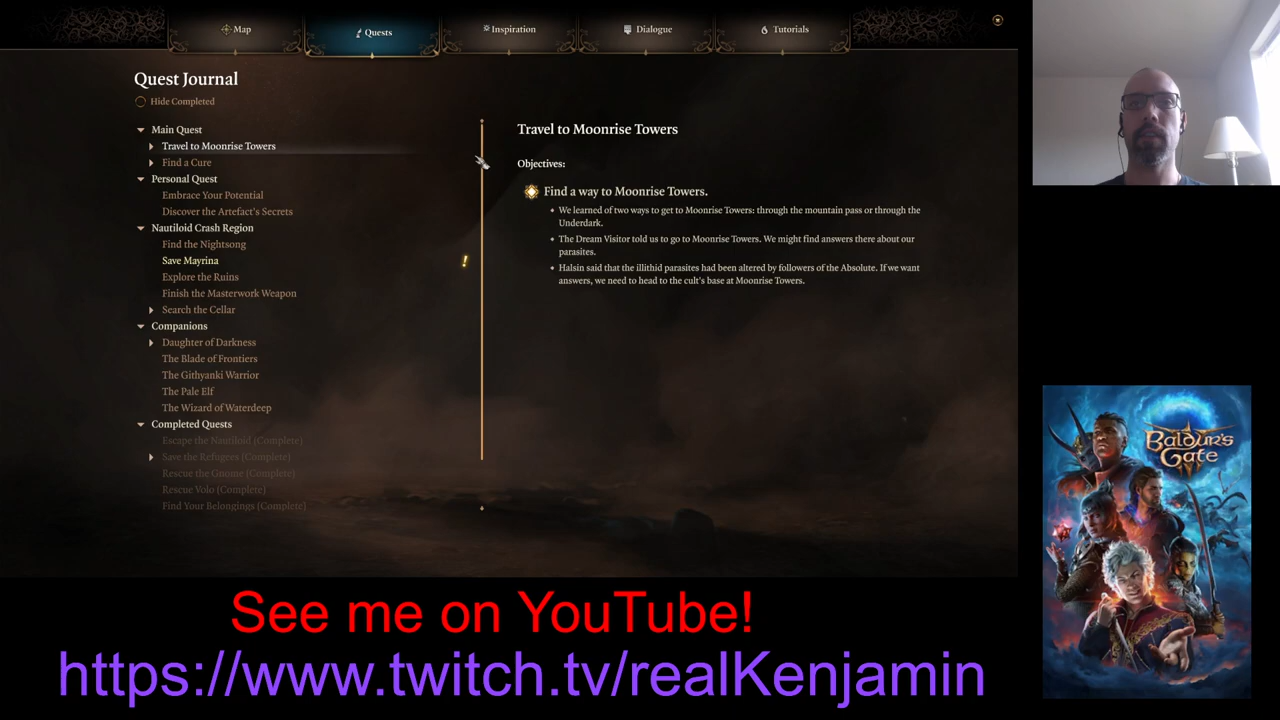 Map
Quests
Inspiration
Dialogue
Tutorials
Quest Journal
Hide Completed
Main Quest
Travel to Moonrise Towers
Find a Cure
Personal Quest
Embrace Your Potential
Discover the Artefact's Secrets
Nautiloid Crash Region
Find the Nightsong
Save Mayrina
!
Explore the Ruins
Finish the Masterwork Weapon
Search the Cellar
Companions
Daughter of Darkness
The Blade of Frontiers
The Githyanki Warrior
The Pale Elf
The Wizard of Waterdeep
Completed Quests
Escape the Nautiloid (Complete)
Save the Refugees (Complete)
Rescue the Gnome (Complete)
Rescue Volo (Complete)
Find Your Belongings (Complete)
Travel to Moonrise Towers
Objectives:
Find a way to Moonrise Towers.
We learned of two ways to get to Moonrise Towers: through the mountain pass or through the
Underdark.
The Dream Visitor told us to go to Moonrise Towers. We might find answers there about our
parasites.
Halsin said that the illithid parasites had been altered by followers of the Absolute. If we want
answers, we need to head to the cult's base at Moonrise Towers.
Baldur's
Gate
See me on YouTube!
https://www.twitch.tv/realKenjamin